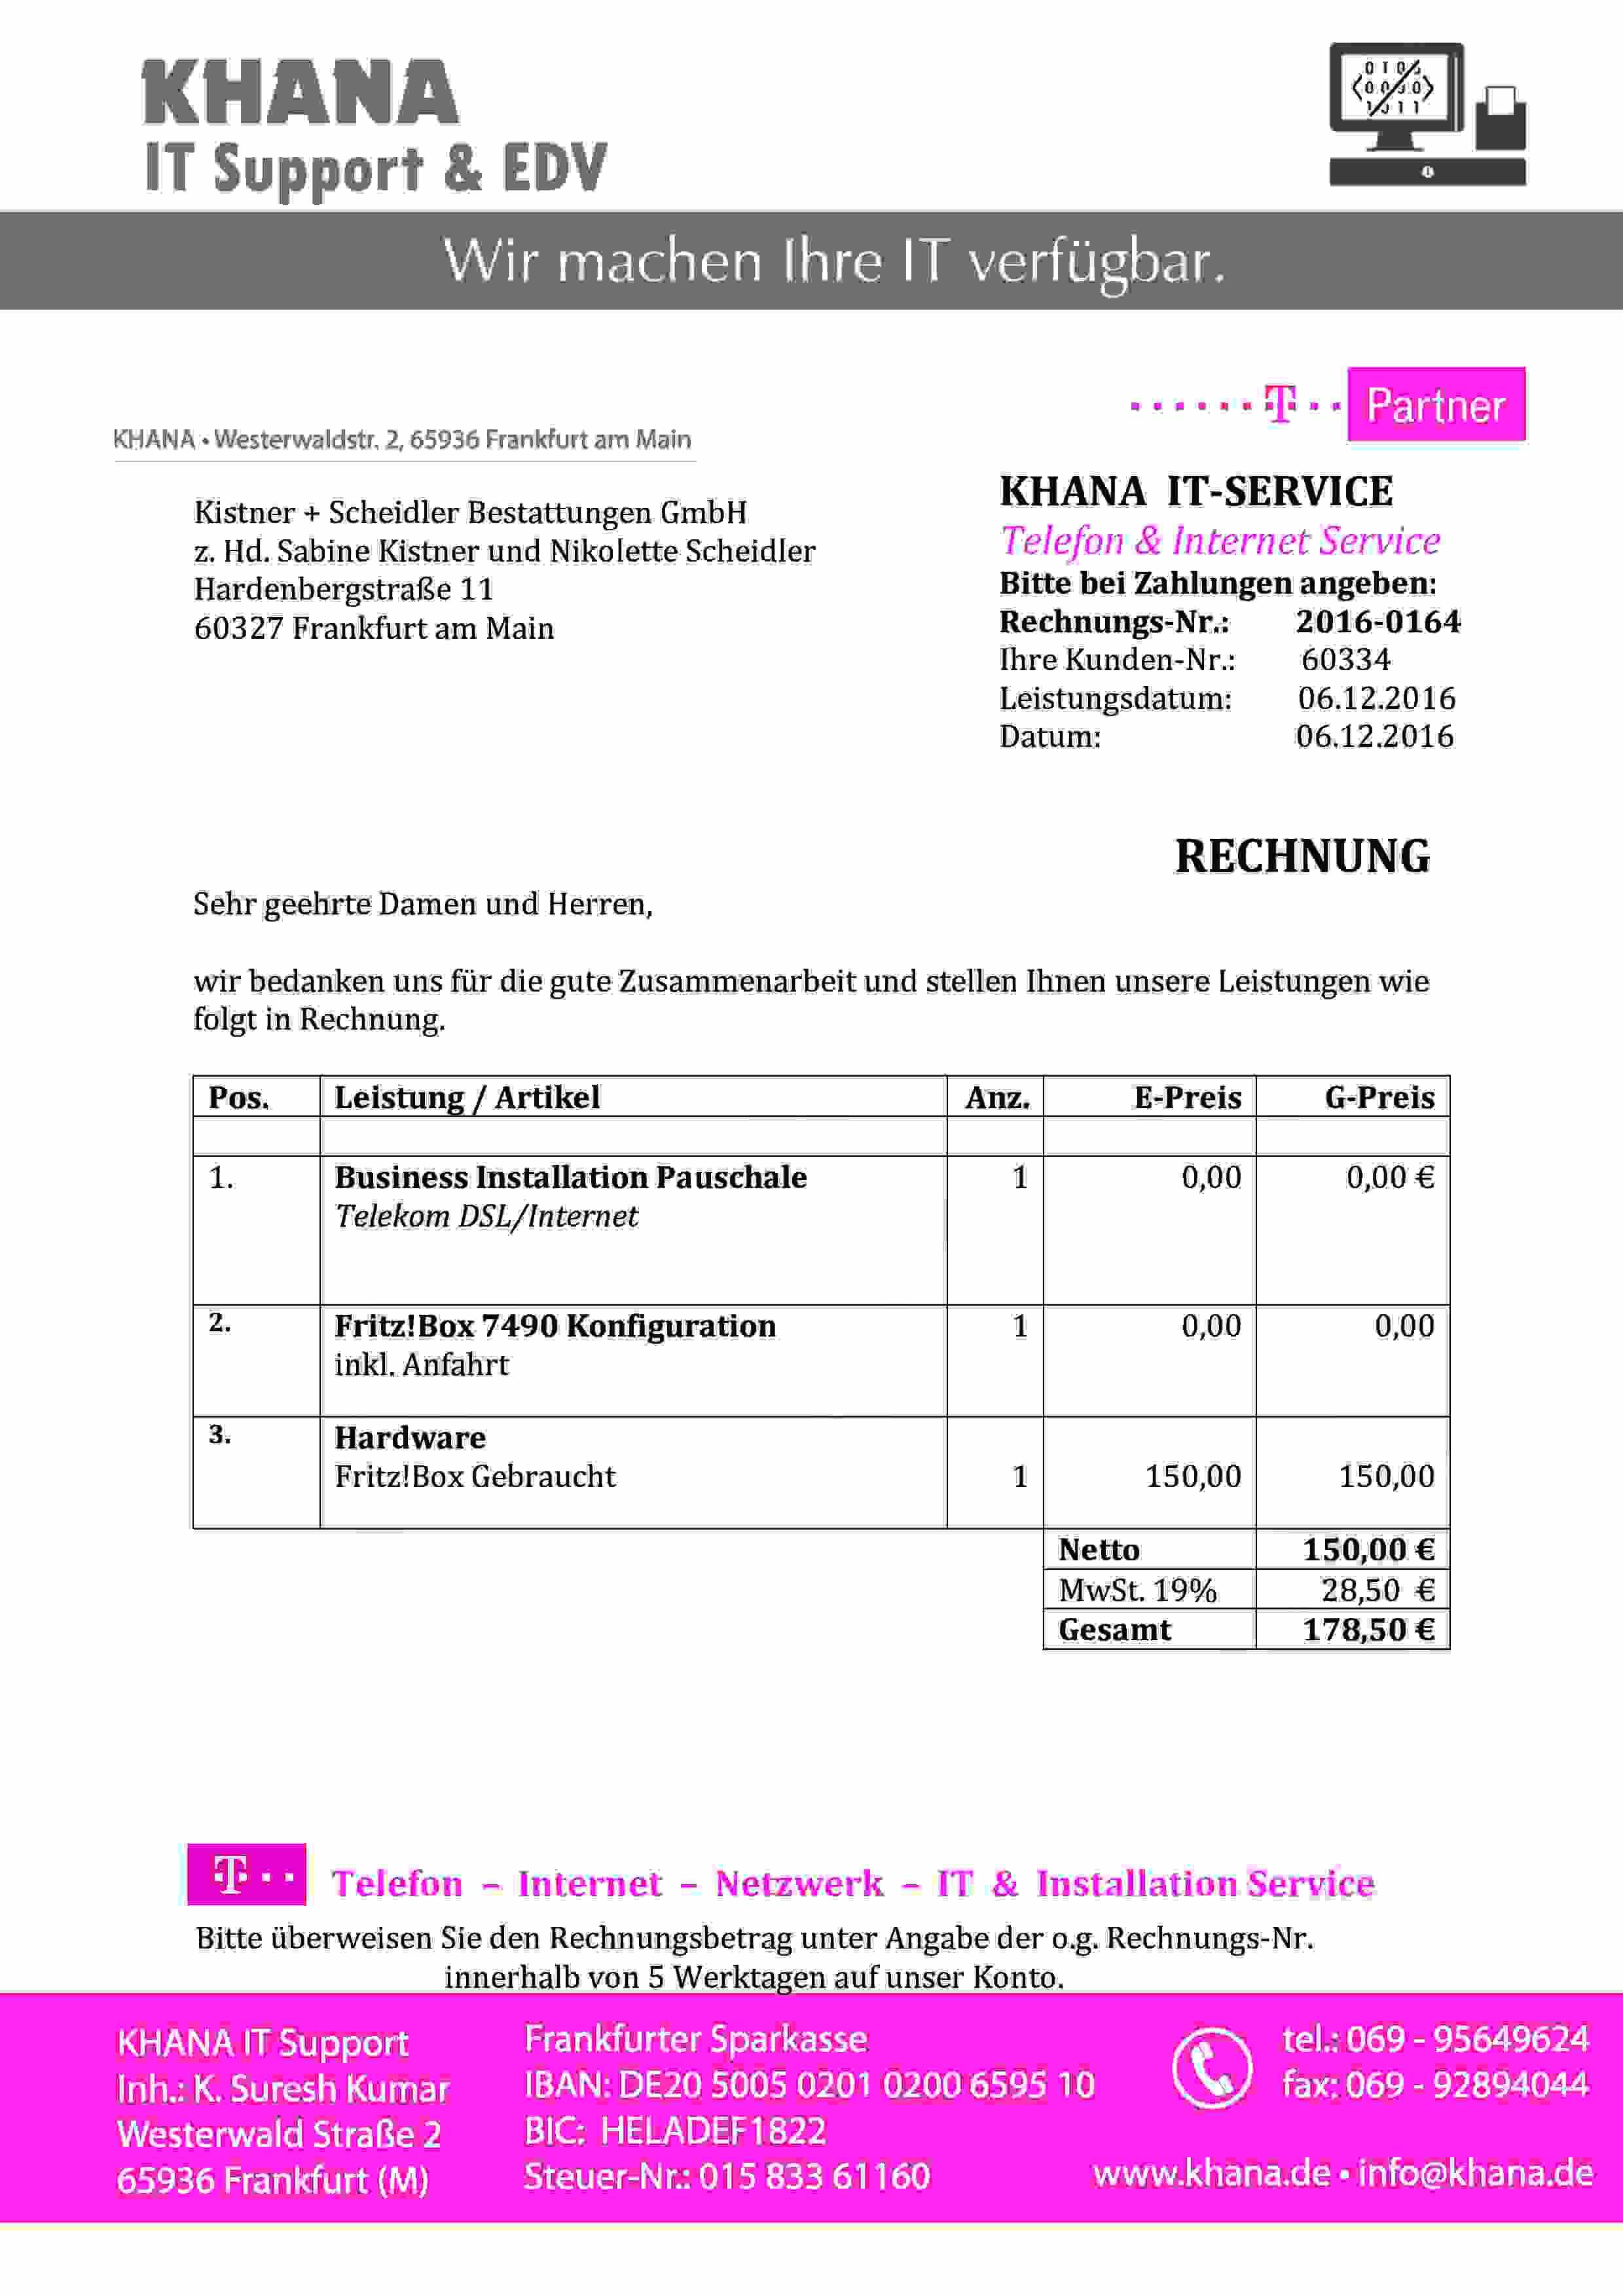 KHANA
IT Support & EDV
Wir machen Ihre IT verfügbar.
T Partner
KHANA • Westerwaldstr. 2, 65936 Frankfurt am Main
Kistner + Scheidler Bestattungen GmbH
z. Hd. Sabine Kistner und Nikolette Scheidler
Hardenbergstraße 11
60327 Frankfurt am Main
KHANA IT-SERVICE
Telefon & Internet Service
Bitte bei Zahlungen angeben:
Rechnungs-Nr.: 2016-0164
Ihre Kunden-Nr.: 60334
Leistungsdatum: 06.12.2016
Datum: 06.12.2016
RECHNUNG
Sehr geehrte Damen und Herren,
wir bedanken uns für die gute Zusammenarbeit und stellen Ihnen unsere Leistungen wie
folgt in Rechnung.
Pos. Leistung / Artikel Anz. E-Preis G-Preis
1. Business Installation Pauschale 1 0,00 0,00 €
Telekom DSL/Internet
2. Fritz!Box 7490 Konfiguration 1 0,00 0,00
inkl. Anfahrt
3. Hardware
Fritz!Box Gebraucht 1 150,00 150,00
Netto 150,00 €
MwSt. 19% 28,50 €
Gesamt 178,50 €
T Telefon – Internet – Netzwerk – IT & Installation Service
Bitte überweisen Sie den Rechnungsbetrag unter Angabe der o.g. Rechnungs-Nr.
innerhalb von 5 Werktagen auf unser Konto.
KHANA IT Support
Inh.: K. Suresh Kumar
Westerwald Straße 2
65936 Frankfurt (M)
Frankfurter Sparkasse
IBAN: DE20 5005 0201 0200 6595 10
BIC: HELADEF1822
Steuer-Nr.: 015 833 61160
tel.: 069 - 95649624
fax: 069 - 92894044
www.khana.de • info@khana.de